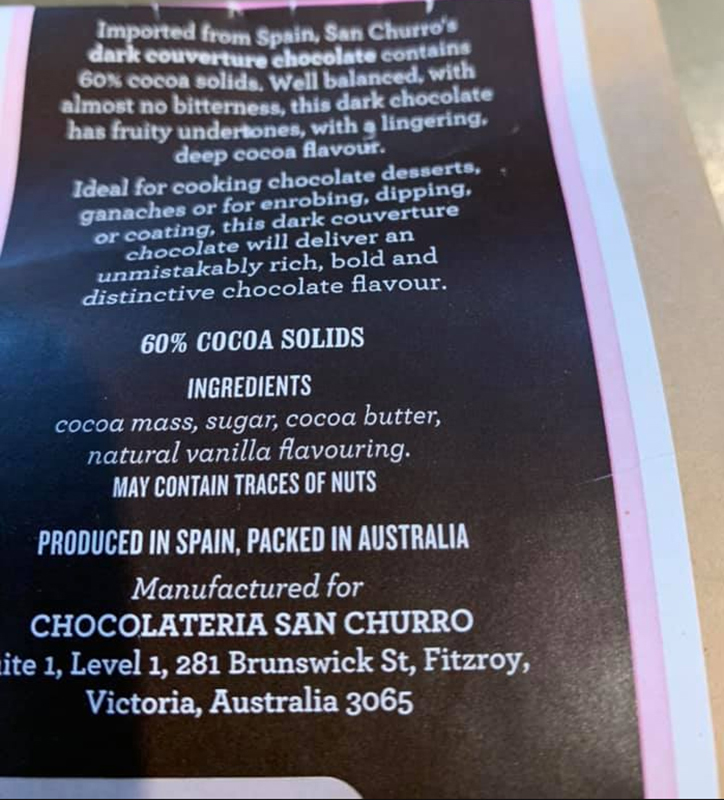 Imported from Spain, San Churro's
dark couverture chocolate contains
60% cocoa solids. Well balanced, with
almost no bitterness, this dark chocolate
has fruity undertones, with a lingering,
deep cocoa flavour.
Ideal for cooking chocolate desserts,
ganaches or for enrobing, dipping,
or coating, this dark couverture
chocolate will deliver an
unmistakably rich, bold and
distinctive chocolate flavour.
60% COCOA SOLIDS
INGREDIENTS
cocoa mass, sugar, cocoa butter,
natural vanilla flavouring.
MAY CONTAIN TRACES OF NUTS
PRODUCED IN SPAIN, PACKED IN AUSTRALIA
Manufactured for
CHOCOLATERIA SAN CHURRO
ite 1, Level 1, 281 Brunswick St, Fitzroy,
Victoria, Australia 3065